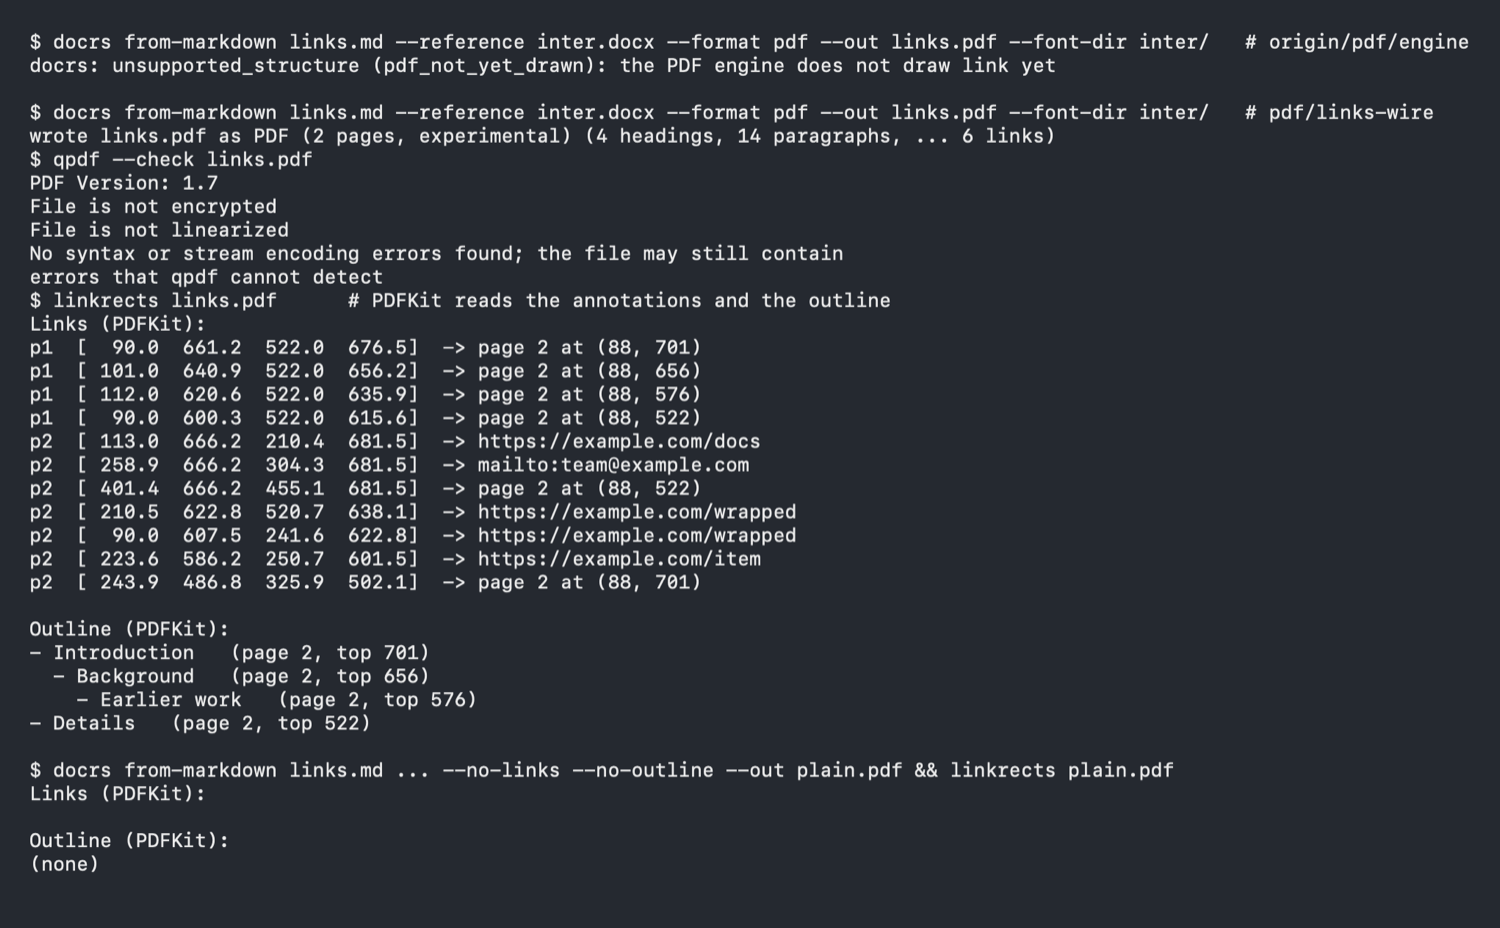 $ docrs from-markdown links.md --reference inter.docx --format pdf --out links.pdf --font-dir inter/   # origin/pdf/engine
docrs: unsupported_structure (pdf_not_yet_drawn): the PDF engine does not draw link yet

$ docrs from-markdown links.md --reference inter.docx --format pdf --out links.pdf --font-dir inter/   # pdf/links-wire
wrote links.pdf as PDF (2 pages, experimental) (4 headings, 14 paragraphs, ... 6 links)
$ qpdf --check links.pdf
PDF Version: 1.7
File is not encrypted
File is not linearized
No syntax or stream encoding errors found; the file may still contain
errors that qpdf cannot detect
$ linkrects links.pdf      # PDFKit reads the annotations and the outline
Links (PDFKit):
p1  [  90.0  661.2  522.0  676.5]  -> page 2 at (88, 701)
p1  [ 101.0  640.9  522.0  656.2]  -> page 2 at (88, 656)
p1  [ 112.0  620.6  522.0  635.9]  -> page 2 at (88, 576)
p1  [  90.0  600.3  522.0  615.6]  -> page 2 at (88, 522)
p2  [ 113.0  666.2  210.4  681.5]  -> https://example.com/docs
p2  [ 258.9  666.2  304.3  681.5]  -> mailto:team@example.com
p2  [ 401.4  666.2  455.1  681.5]  -> page 2 at (88, 522)
p2  [ 210.5  622.8  520.7  638.1]  -> https://example.com/wrapped
p2  [  90.0  607.5  241.6  622.8]  -> https://example.com/wrapped
p2  [ 223.6  586.2  250.7  601.5]  -> https://example.com/item
p2  [ 243.9  486.8  325.9  502.1]  -> page 2 at (88, 701)

Outline (PDFKit):
- Introduction   (page 2, top 701)
  - Background   (page 2, top 656)
    - Earlier work   (page 2, top 576)
- Details   (page 2, top 522)

$ docrs from-markdown links.md ... --no-links --no-outline --out plain.pdf && linkrects plain.pdf
Links (PDFKit):

Outline (PDFKit):
(none)